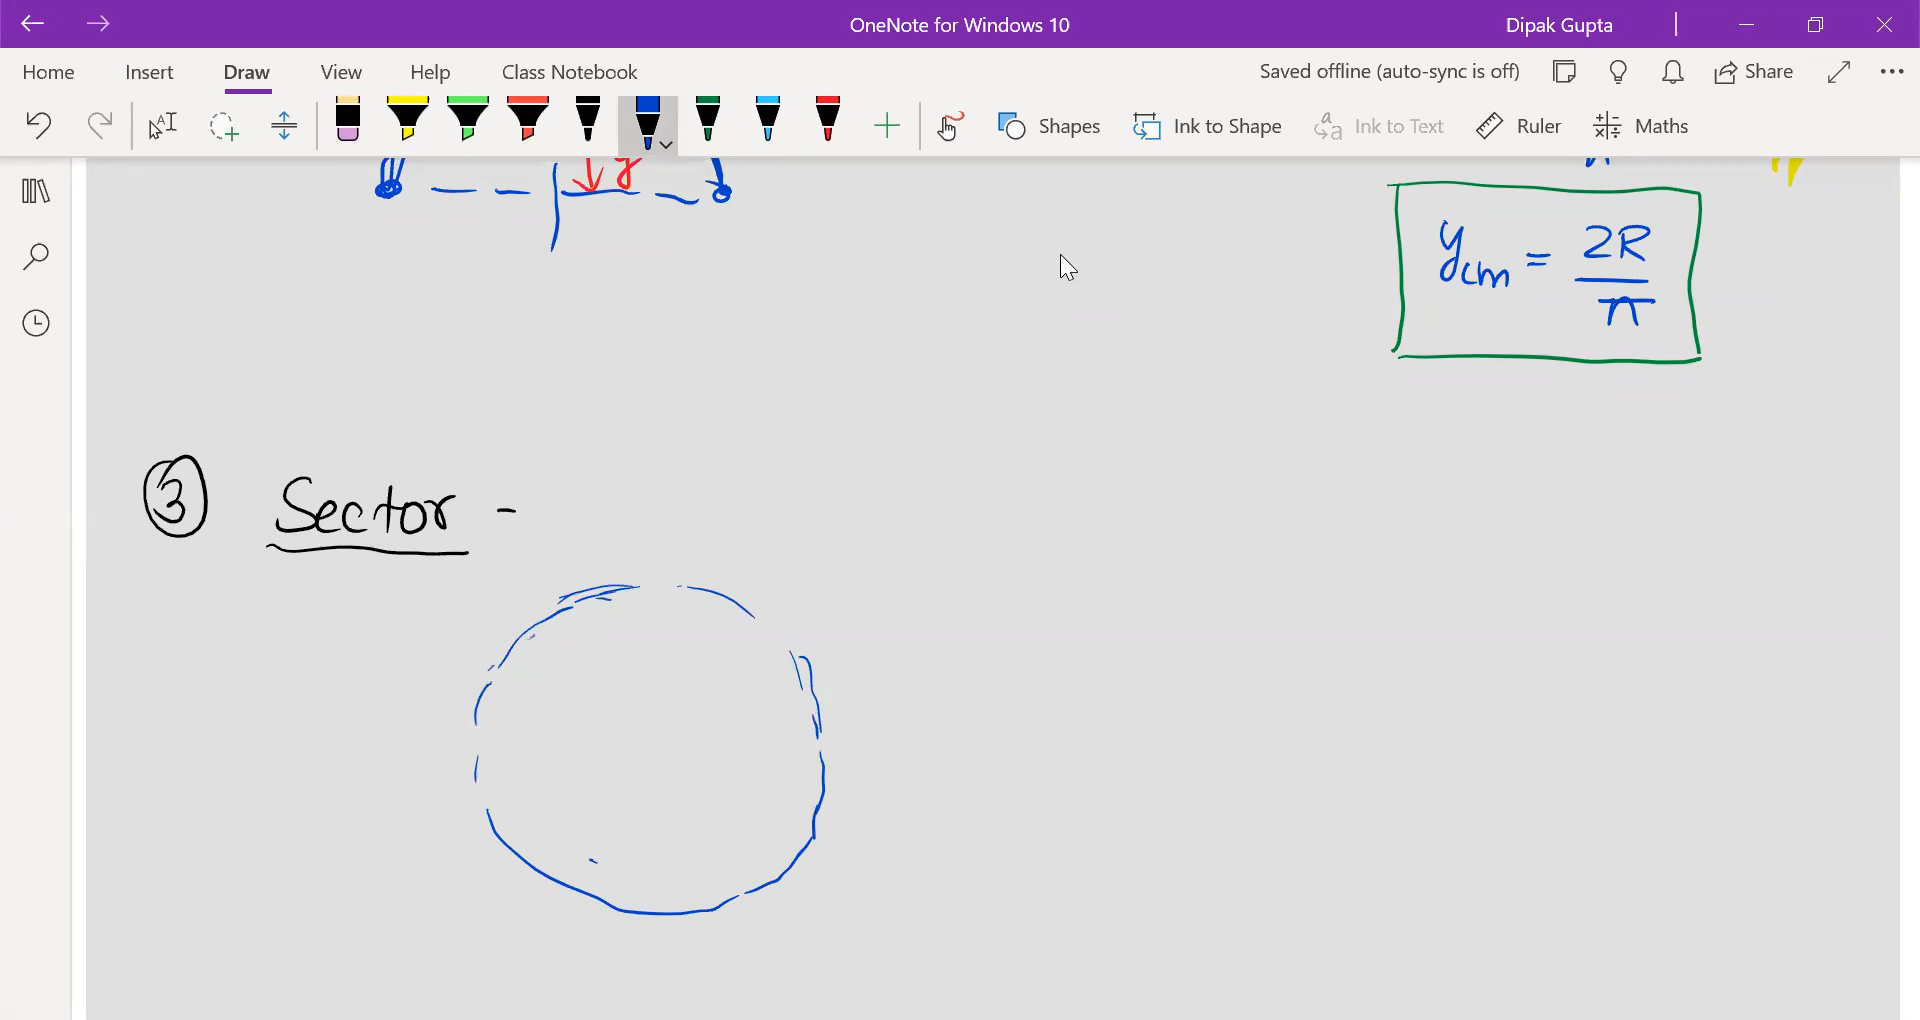 OneNote for Windows 10
Dipak Gupta
Home Insert Draw View Help Class Notebook
Saved offline (auto-sync is off) Share
Shapes Ink to Shape Ink to Text Ruler Maths
y
y_cm = 2R/π
③ Sector -